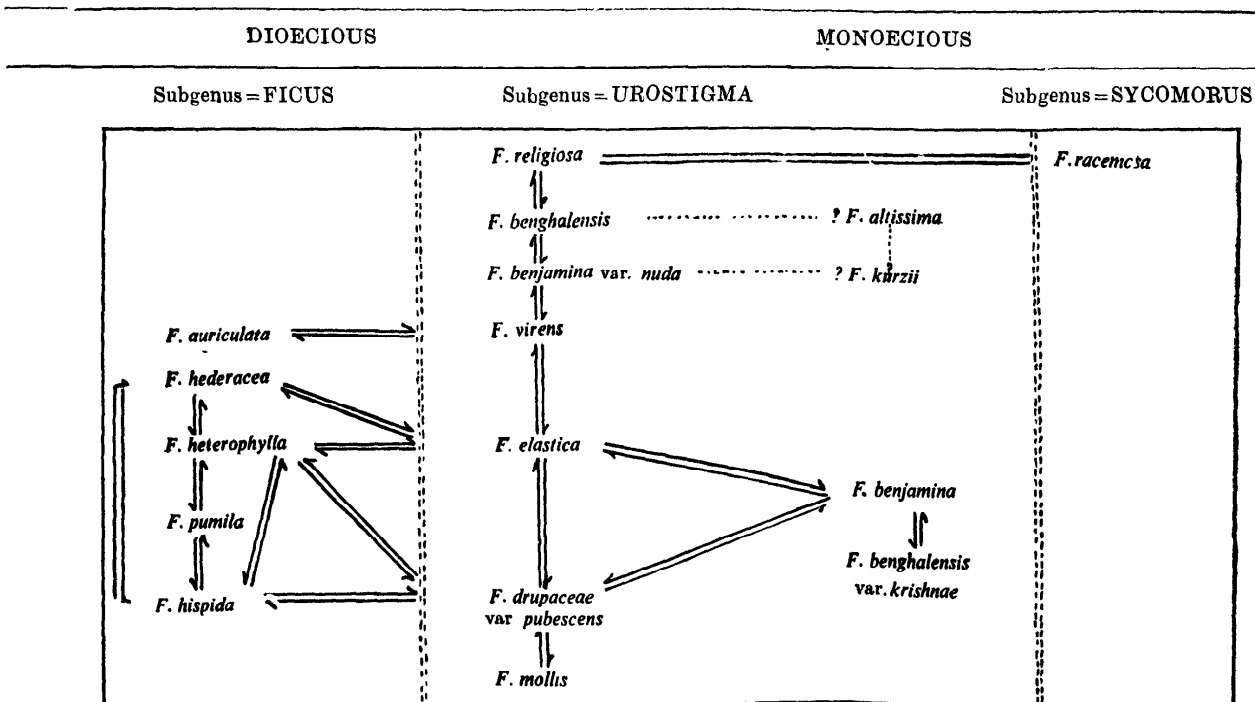 DIOECIOUS MONOECIOUS
Subgenus=FICUS Subgenus=UROSTIGMA Subgenus=SYCOMORUS
F. religiosa F. racemosa
F. benghalensis ? F. altissima
F. benjamina var. nuda ? F. kurzii
F. auriculata F. virens
F. hederacea
F. heterophylla F. elastica
F. benjamina
F. pumila
F. benghalensis
var. krishnae
F. hispida F. drupaceae
var pubescens
F. mollis